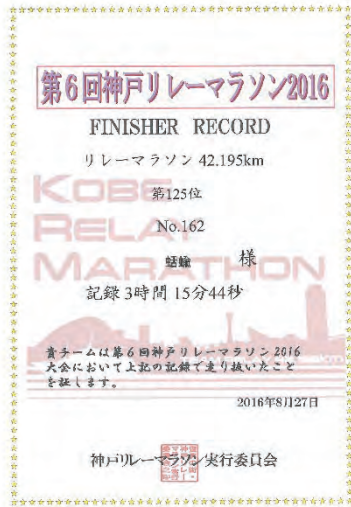 第6回神戸リレーマラソン2016
FINISHER RECORD
リレーマラソン 42.195km
第125位
KOBE
No.162
RELAY
様
MARATHON
記録 3時間 15分44秒
貴チームは第6回神戸リレーマラソン2016
大会において上記の記録で走り抜いたこと
を証します。
2016年8月27日
神戸リレーマラソン実行委員会